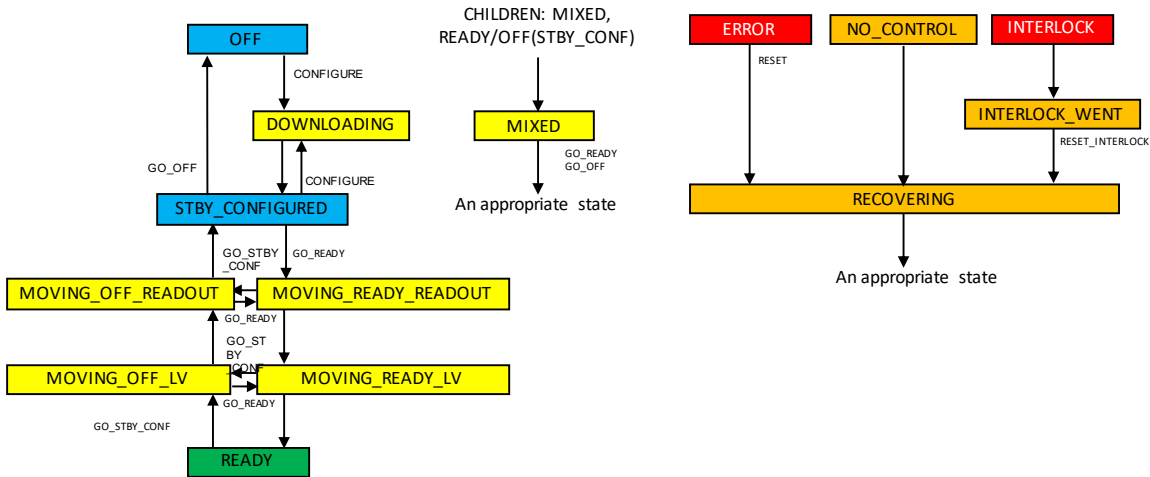 OFF
CONFIGURE
DOWNLOADING
GO_OFF
CONFIGURE
STBY_CONFIGURED
GO_STBY
_CONF
GO_READY
MOVING_OFF_READOUT
MOVING_READY_READOUT
GO_READY
GO_ST
BY
_CONF
MOVING_OFF_LV
MOVING_READY_LV
GO_READY
GO_STBY_CONF
READY
CHILDREN: MIXED,
READY/OFF(STBY_CONF)
MIXED
GO_READY
GO_OFF
An appropriate state
ERROR
NO_CONTROL
INTERLOCK
RESET
INTERLOCK_WENT
RESET_INTERLOCK
RECOVERING
An appropriate state